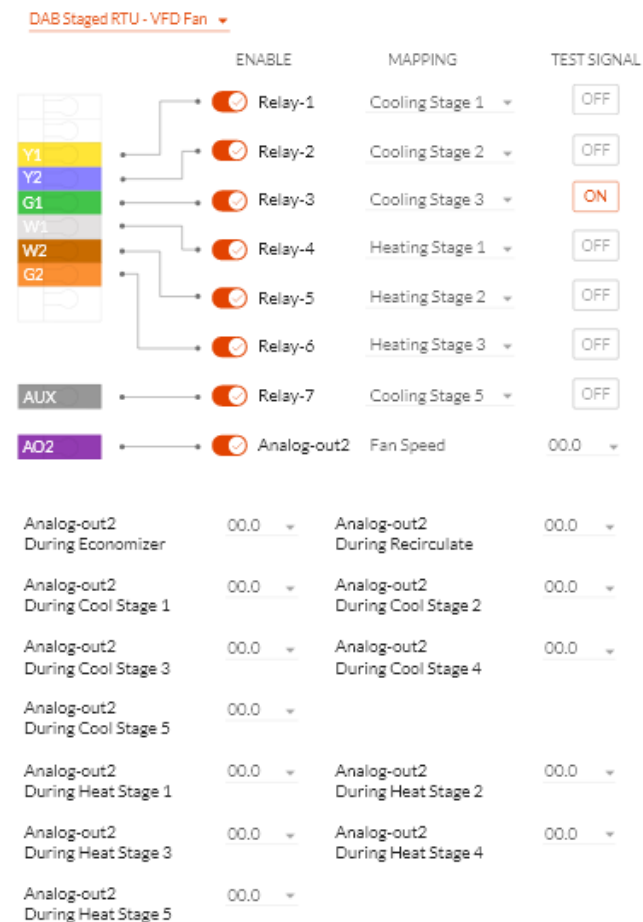 DAB Staged RTU - VFD Fan
ENABLE MAPPING TEST SIGNAL
Relay-1 Cooling Stage 1 OFF
Y1 Relay-2 Cooling Stage 2 OFF
Y2
G1 Relay-3 Cooling Stage 3 ON
W1
W2 Relay-4 Heating Stage 1 OFF
G2
Relay-5 Heating Stage 2 OFF
Relay-6 Heating Stage 3 OFF
AUX Relay-7 Cooling Stage 5 OFF
AO2 Analog-out2 Fan Speed 00.0
Analog-out2 00.0 Analog-out2 00.0
During Economizer During Recirculate
Analog-out2 00.0 Analog-out2 00.0
During Cool Stage 1 During Cool Stage 2
Analog-out2 00.0 Analog-out2 00.0
During Cool Stage 3 During Cool Stage 4
Analog-out2 00.0
During Cool Stage 5
Analog-out2 00.0 Analog-out2 00.0
During Heat Stage 1 During Heat Stage 2
Analog-out2 00.0 Analog-out2 00.0
During Heat Stage 3 During Heat Stage 4
Analog-out2 00.0
During Heat Stage 5